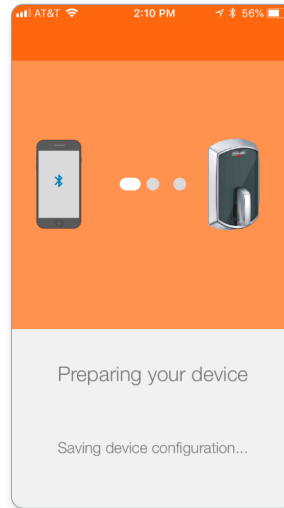 AT&T 2:10 PM 56%
Preparing your device
Saving device configuration...